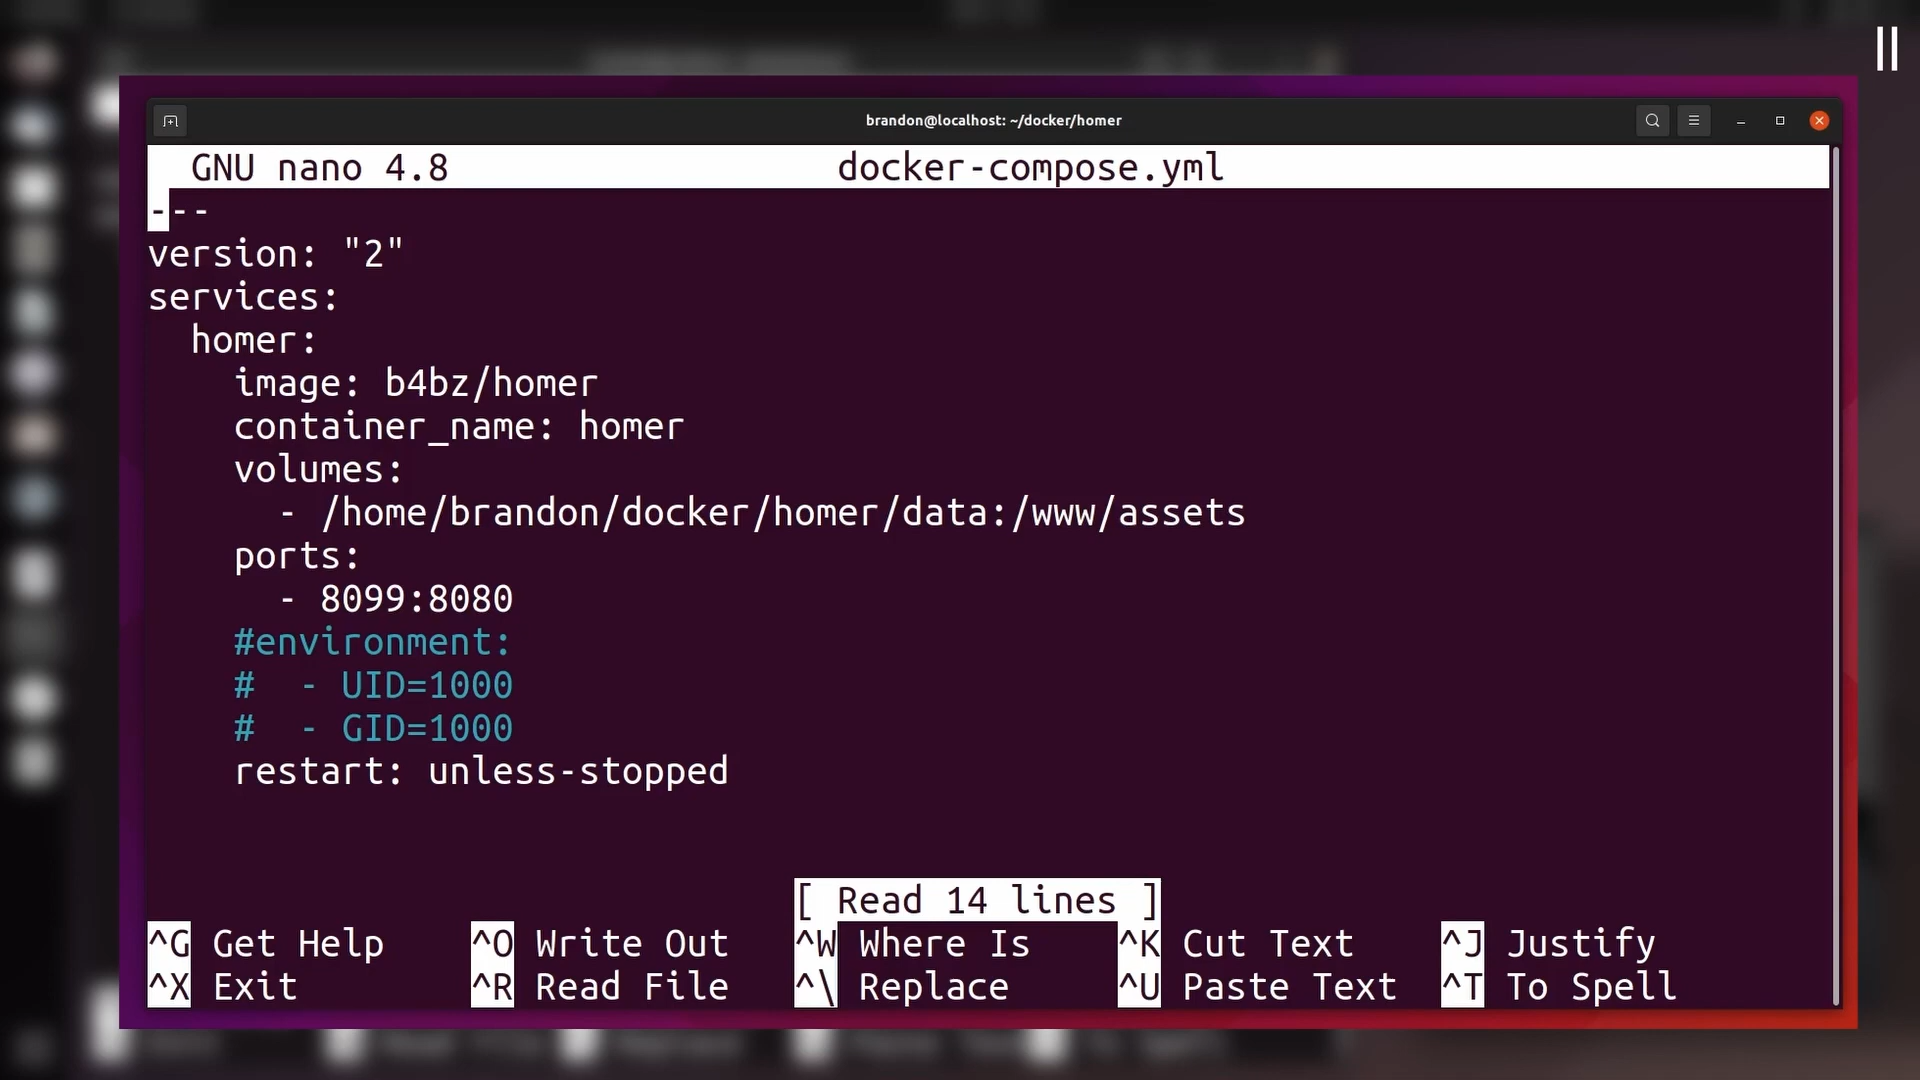 brandon@localhost: ~/docker/homer
GNU nano 4.8 docker-compose.yml
---
version: "2"
services:
  homer:
    image: b4bz/homer
    container_name: homer
    volumes:
      - /home/brandon/docker/homer/data:/www/assets
    ports:
      - 8099:8080
    #environment:
    #  - UID=1000
    #  - GID=1000
    restart: unless-stopped
[ Read 14 lines ]
^G Get Help ^O Write Out ^W Where Is ^K Cut Text ^J Justify
^X Exit ^R Read File ^\ Replace ^U Paste Text ^T To Spell